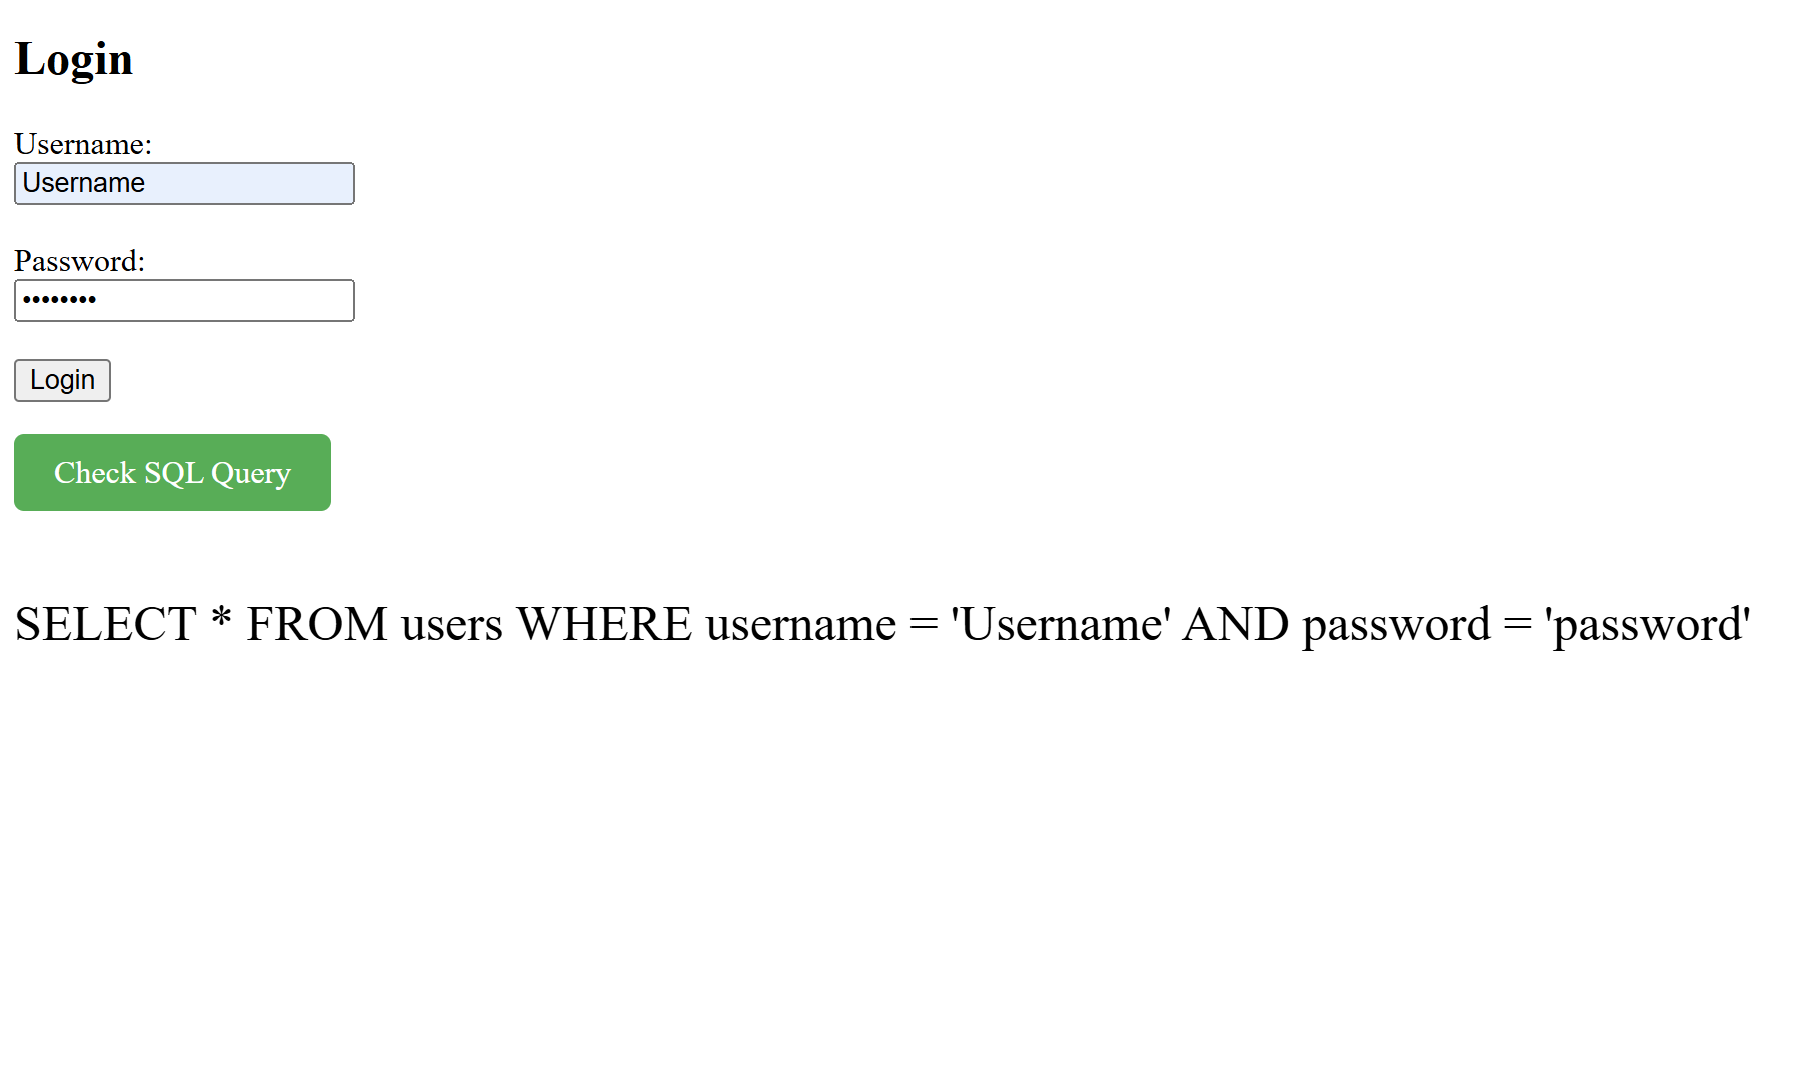 Login
Username:
Username
Password:
••••••••
Login
Check SQL Query
SELECT * FROM users WHERE username = 'Username' AND password = 'password'